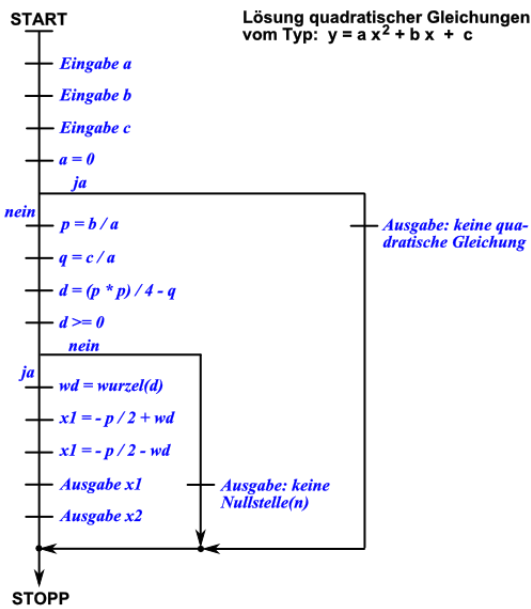 START
Lösung quadratischer Gleichungen
vom Typ: y = a x² + b x + c
Eingabe a
Eingabe b
Eingabe c
a = 0
ja
nein
p = b / a
Ausgabe: keine qua-
dratische Gleichung
q = c / a
d = (p * p) / 4 - q
d >= 0
nein
ja
wd = wurzel(d)
x1 = - p / 2 + wd
x1 = - p / 2 - wd
Ausgabe x1
Ausgabe: keine
Nullstelle(n)
Ausgabe x2
STOPP